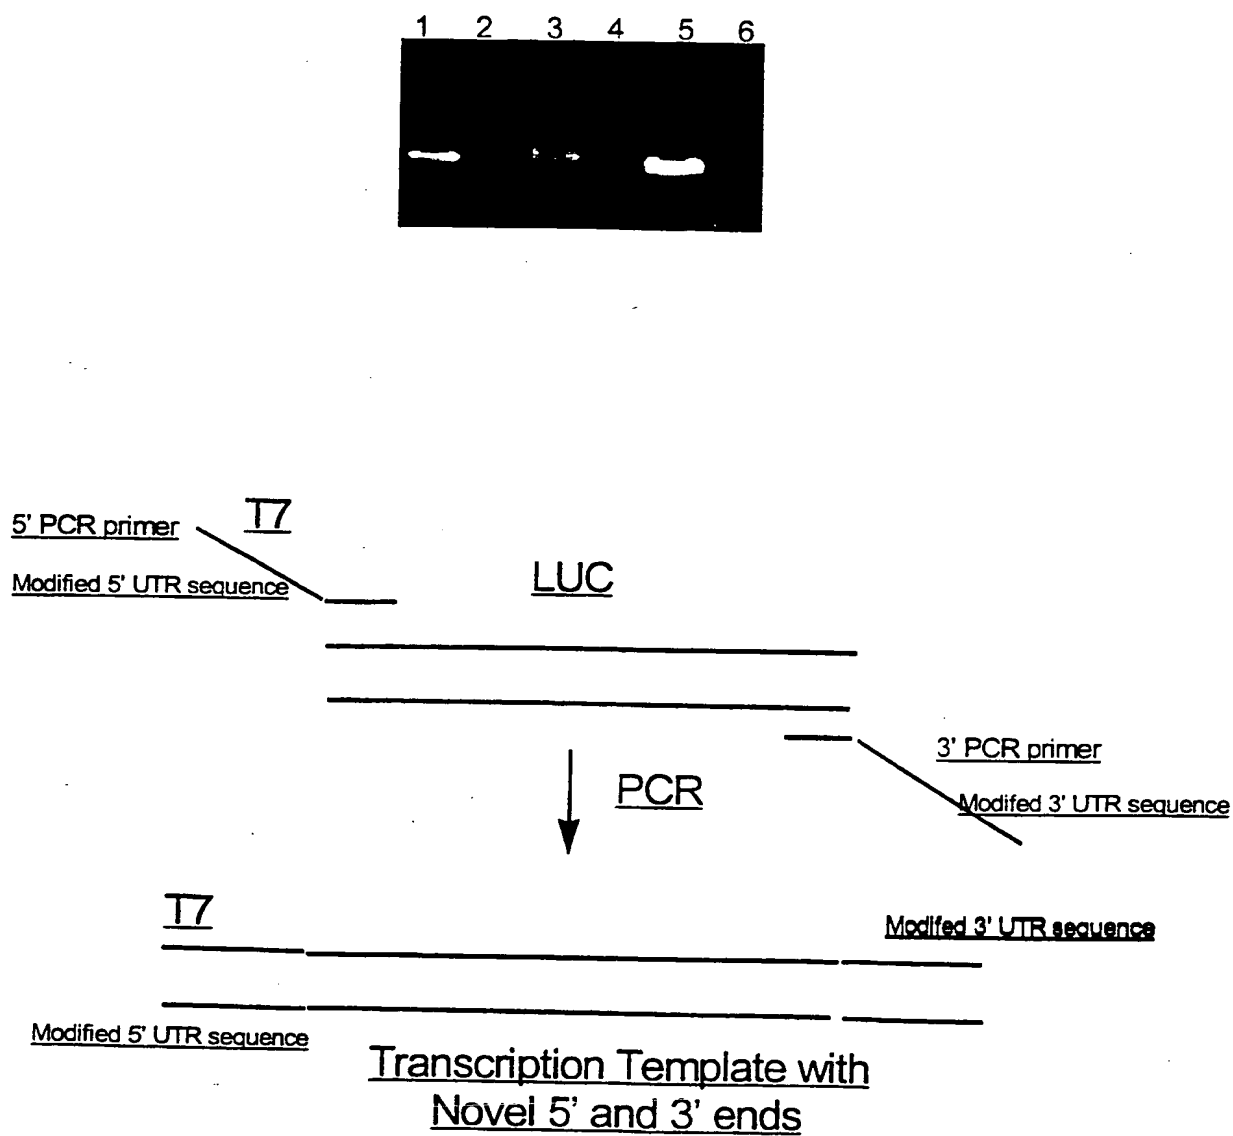 1 2 3 4 5 6
T7
5' PCR primer
Modified 5' UTR sequence
LUC
3' PCR primer
Modifed 3' UTR sequence
PCR
T7
Modifed 3' UTR sequence
Modified 5' UTR sequence
Transcription Template with
Novel 5' and 3' ends